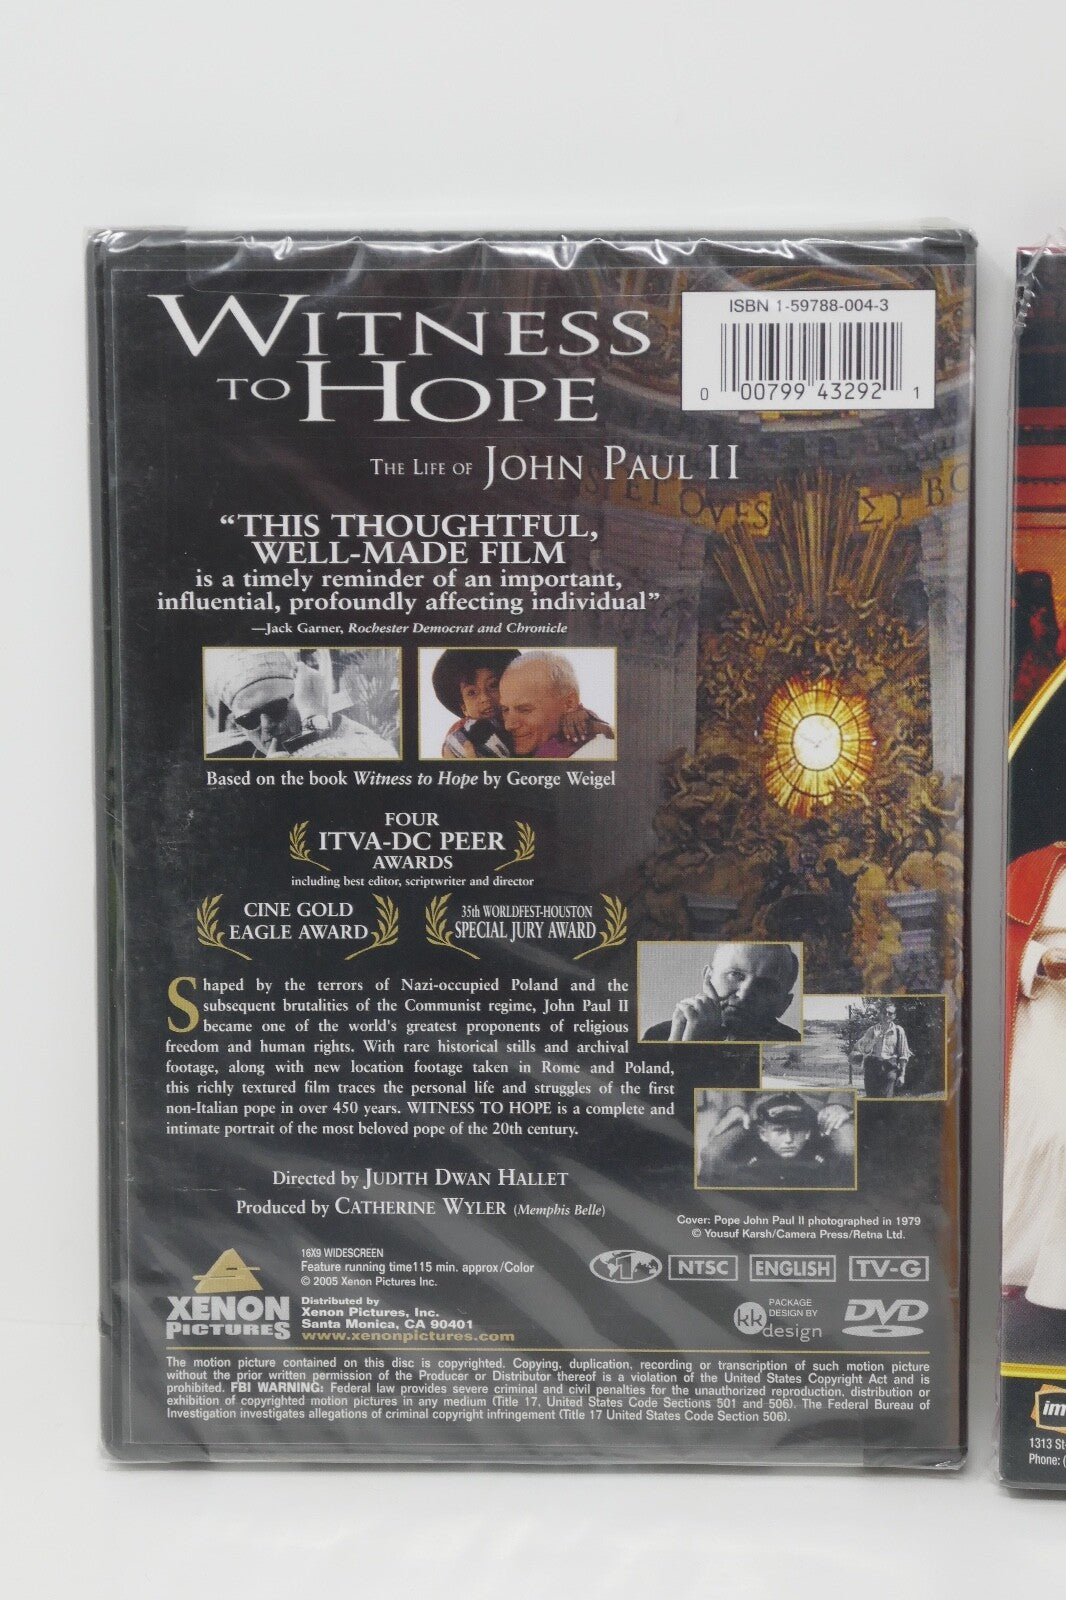 WITNESS
TO HOPE
THE LIFE OF JOHN PAUL II
ISBN 1-59788-004-3
0 00799 43292 1
“THIS THOUGHTFUL,
WELL-MADE FILM
is a timely reminder of an important,
influential, profoundly affecting individual”
—Jack Garner, Rochester Democrat and Chronicle
Based on the book Witness to Hope by George Weigel
FOUR
ITVA-DC PEER
AWARDS
including best editor, scriptwriter and director
CINE GOLD
EAGLE AWARD
35th WORLDFEST-HOUSTON
SPECIAL JURY AWARD
Shaped by the terrors of Nazi-occupied Poland and the
subsequent brutalities of the Communist regime, John Paul II
became one of the world's greatest proponents of religious
freedom and human rights. With rare historical stills and archival
footage, along with new location footage taken in Rome and Poland,
this richly textured film traces the personal life and struggles of the first
non-Italian pope in over 450 years. WITNESS TO HOPE is a complete and
intimate portrait of the most beloved pope of the 20th century.
Directed by JUDITH DWAN HALLET
Produced by CATHERINE WYLER (Memphis Belle)
Cover: Pope John Paul II photographed in 1979
© Yousuf Karsh/Camera Press/Retna Ltd.
16X9 WIDESCREEN
Feature running time115 min. approx/Color
© 2005 Xenon Pictures Inc.
Distributed by
Xenon Pictures, Inc.
Santa Monica, CA 90401
www.xenonpictures.com
XENON
PICTURES
1
NTSC
ENGLISH
TV-G
kk
design
PACKAGE
DESIGN BY
DVD
The motion picture contained on this disc is copyrighted. Copying, duplication, recording or transcription of such motion picture
without the prior written permission of the Producer or Distributor thereof is a violation of the United States Copyright Act and is
prohibited. FBI WARNING: Federal law provides severe criminal and civil penalties for the unauthorized reproduction, distribution or
exhibition of copyrighted motion pictures in any medium (Title 17, United States Code Sections 501 and 506). The Federal Bureau of
Investigation investigates allegations of criminal copyright infringement (Title 17 United States Code Section 506).
im
1313 St
Phone: (